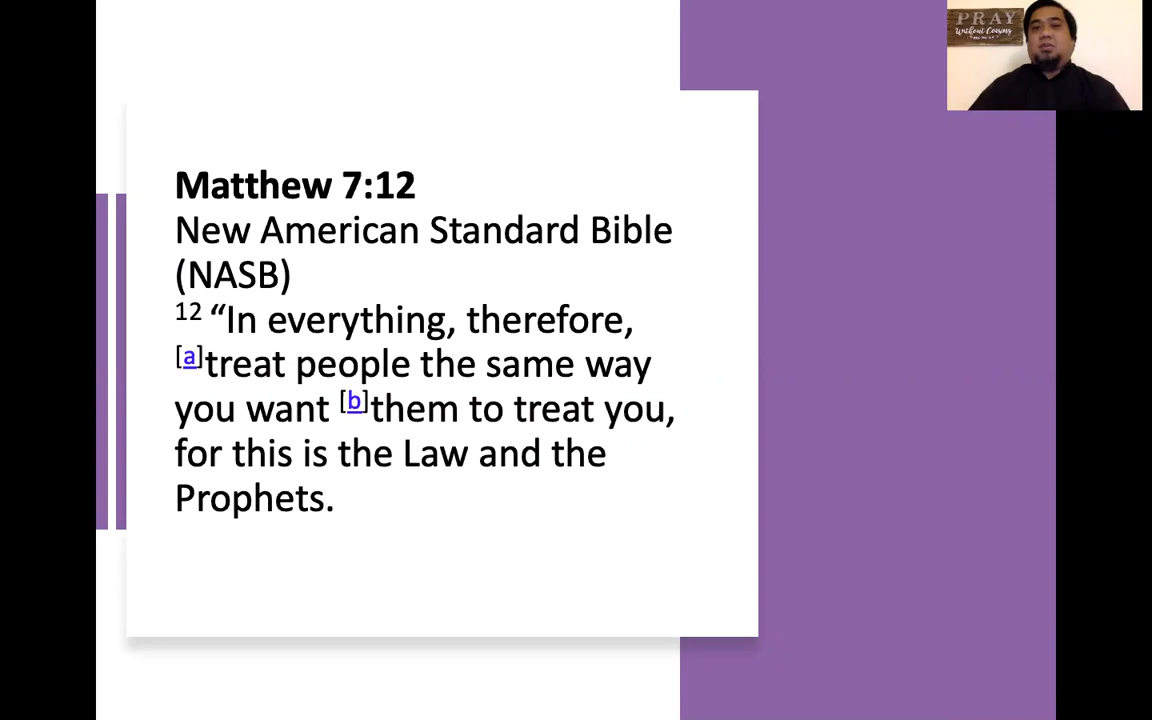 PRAY
Without Ceasing
Matthew 7:12
New American Standard Bible
(NASB)
12 “In everything, therefore,
[a]treat people the same way
you want [b]them to treat you,
for this is the Law and the
Prophets.